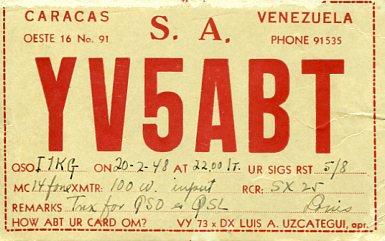 CARACAS S. A. VENEZUELA
OESTE 16 No. 91 PHONE 91535
YV5ABT
QSO I1KG ON 20-2-48 AT 22,00 UR SIGS RST 5/8
MC 14 fone XMTR: 100 w. input RCR: SX 25
REMARKS Tnx for QSO es QSL Luis
HOW ABT UR CARD OM? VY 73 x DX LUIS A. UZCATEGUI, opr.